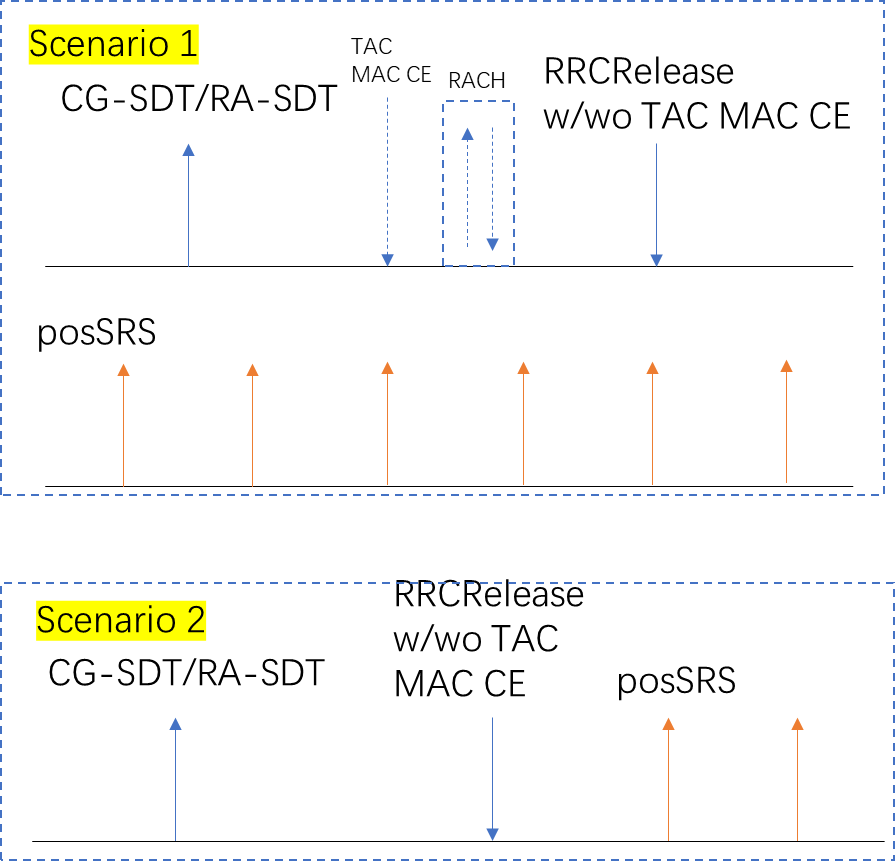 Scenario 1
CG-SDT/RA-SDT
TAC
MAC CE
RACH
RRCRelease
w/wo TAC MAC CE
posSRS
Scenario 2
CG-SDT/RA-SDT
RRCRelease
w/wo TAC
MAC CE
posSRS